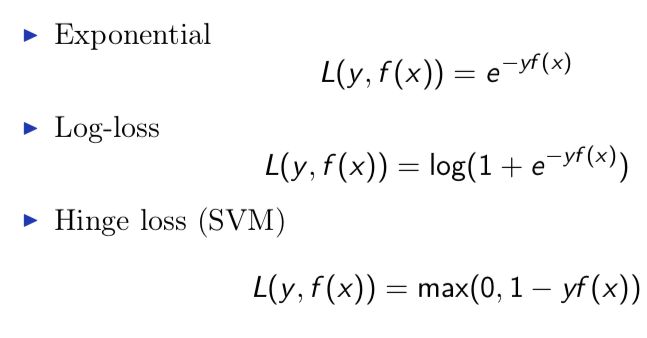 ▶ Exponential
L(y, f(x)) = e^{−yf(x)}
▶ Log-loss
L(y, f(x)) = log(1 + e^{−yf(x)})
▶ Hinge loss (SVM)
L(y, f(x)) = max(0, 1 − yf(x))